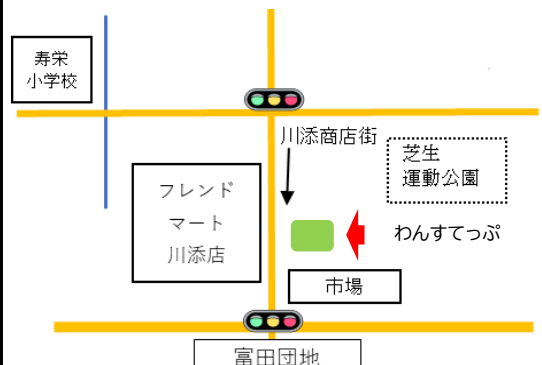 寿栄
小学校
川添商店街
芝生
運動公園
フレンド
マート
川添店
わんすてっぷ
市場
富田団地